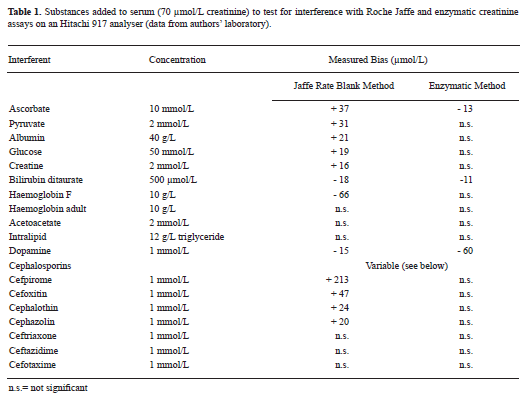 Table 1. Substances added to serum (70 µmol/L creatinine) to test for interference with Roche Jaffe and enzymatic creatinine
assays on an Hitachi 917 analyser (data from authors' laboratory).
Interferent Concentration Measured Bias (µmol/L)
Jaffe Rate Blank Method Enzymatic Method
Ascorbate 10 mmol/L + 37 - 13
Pyruvate 2 mmol/L + 31 n.s.
Albumin 40 g/L + 21 n.s.
Glucose 50 mmol/L + 19 n.s.
Creatine 2 mmol/L + 16 n.s.
Bilirubin ditaurate 500 µmol/L - 18 -11
Haemoglobin F 10 g/L - 66 n.s.
Haemoglobin adult 10 g/L n.s. n.s.
Acetoacetate 2 mmol/L n.s. n.s.
Intralipid 12 g/L triglyceride n.s. n.s.
Dopamine 1 mmol/L - 15 - 60
Cephalosporins Variable (see below)
Cefpirome 1 mmol/L + 213 n.s.
Cefoxitin 1 mmol/L + 47 n.s.
Cephalothin 1 mmol/L + 24 n.s.
Cephazolin 1 mmol/L + 20 n.s.
Ceftriaxone 1 mmol/L n.s. n.s.
Ceftazidime 1 mmol/L n.s. n.s.
Cefotaxime 1 mmol/L n.s. n.s.
n.s.= not significant